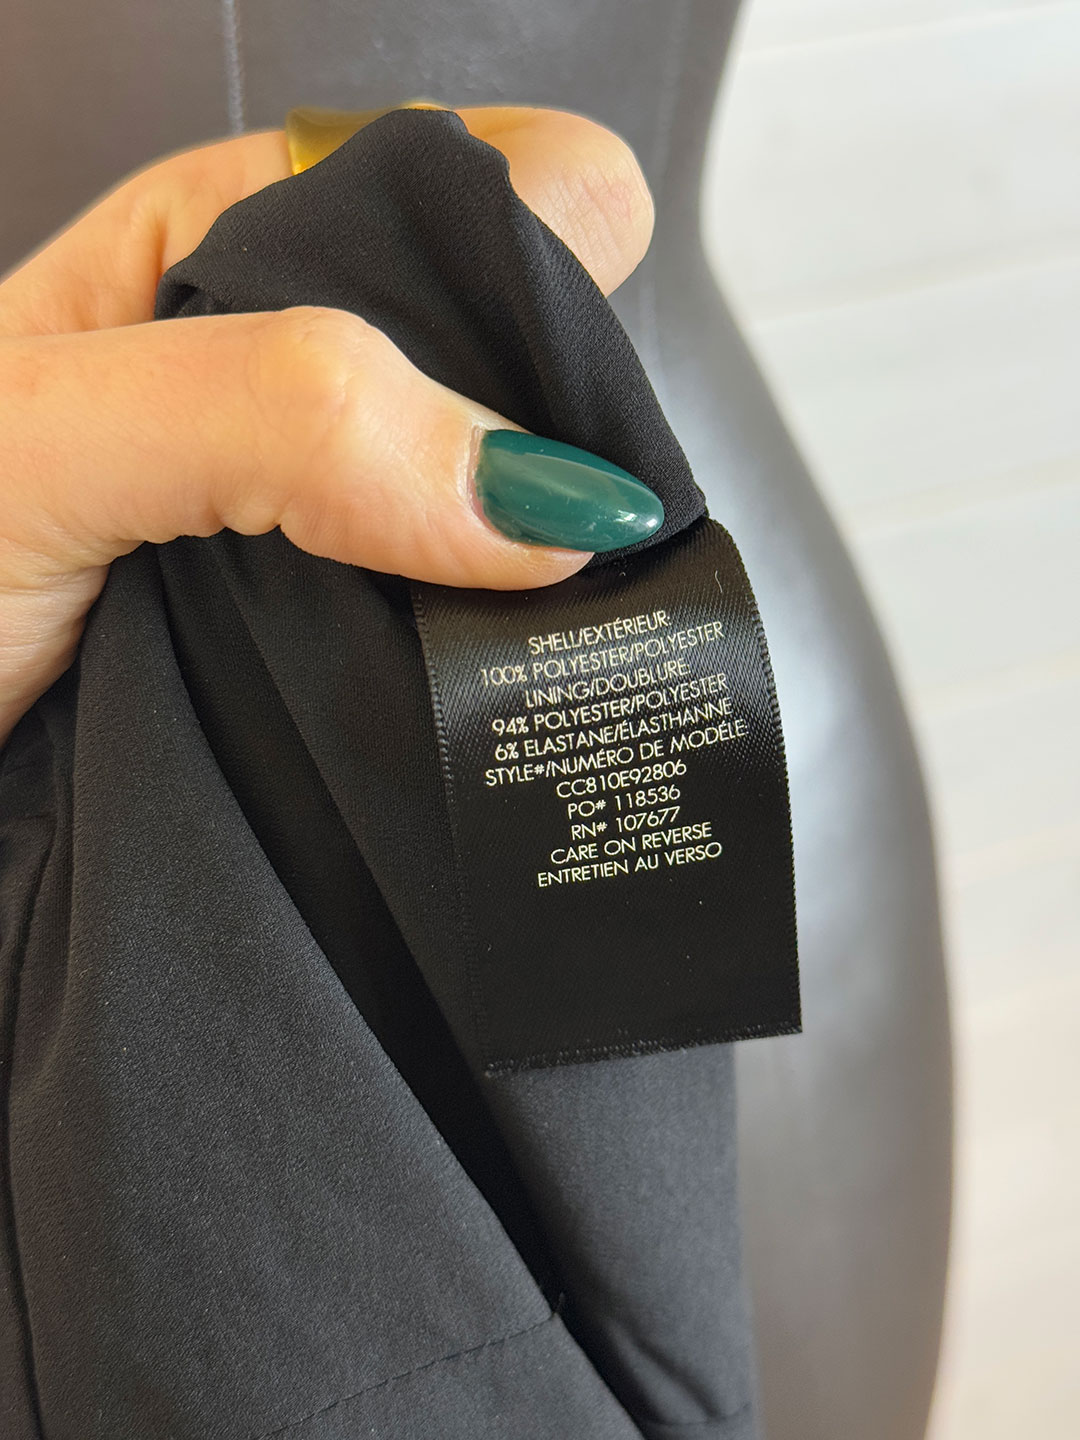 SHELL/EXTÉRIEUR:
100% POLYESTER/POLYESTER
LINING/DOUBLURE:
94% POLYESTER/POLYESTER
6% ELASTANE/ÉLASTHANNE
STYLE#/NUMÉRO DE MODÉLE:
CC810E92806
PO# 118536
RN# 107677
CARE ON REVERSE
ENTRETIEN AU VERSO